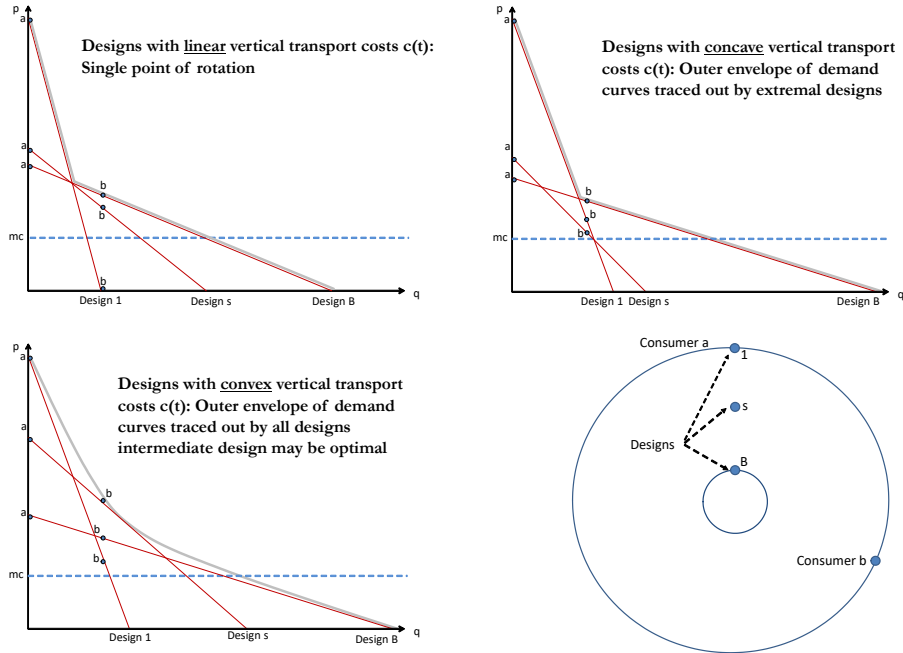 p
a
Designs with linear vertical transport costs c(t):
Single point of rotation
a
a
b
b
mc
b
Design 1
Design s
Design B
q
p
a
Designs with concave vertical transport
costs c(t): Outer envelope of demand
curves traced out by extremal designs
a
a
b
b
mc
Design 1
Design s
Design B
q
p
a
Designs with convex vertical transport
costs c(t): Outer envelope of demand
curves traced out by all designs
intermediate design may be optimal
a
b
a
b
b
mc
Design 1
Design s
Design B
q
Consumer a
1
s
Designs
B
Consumer b